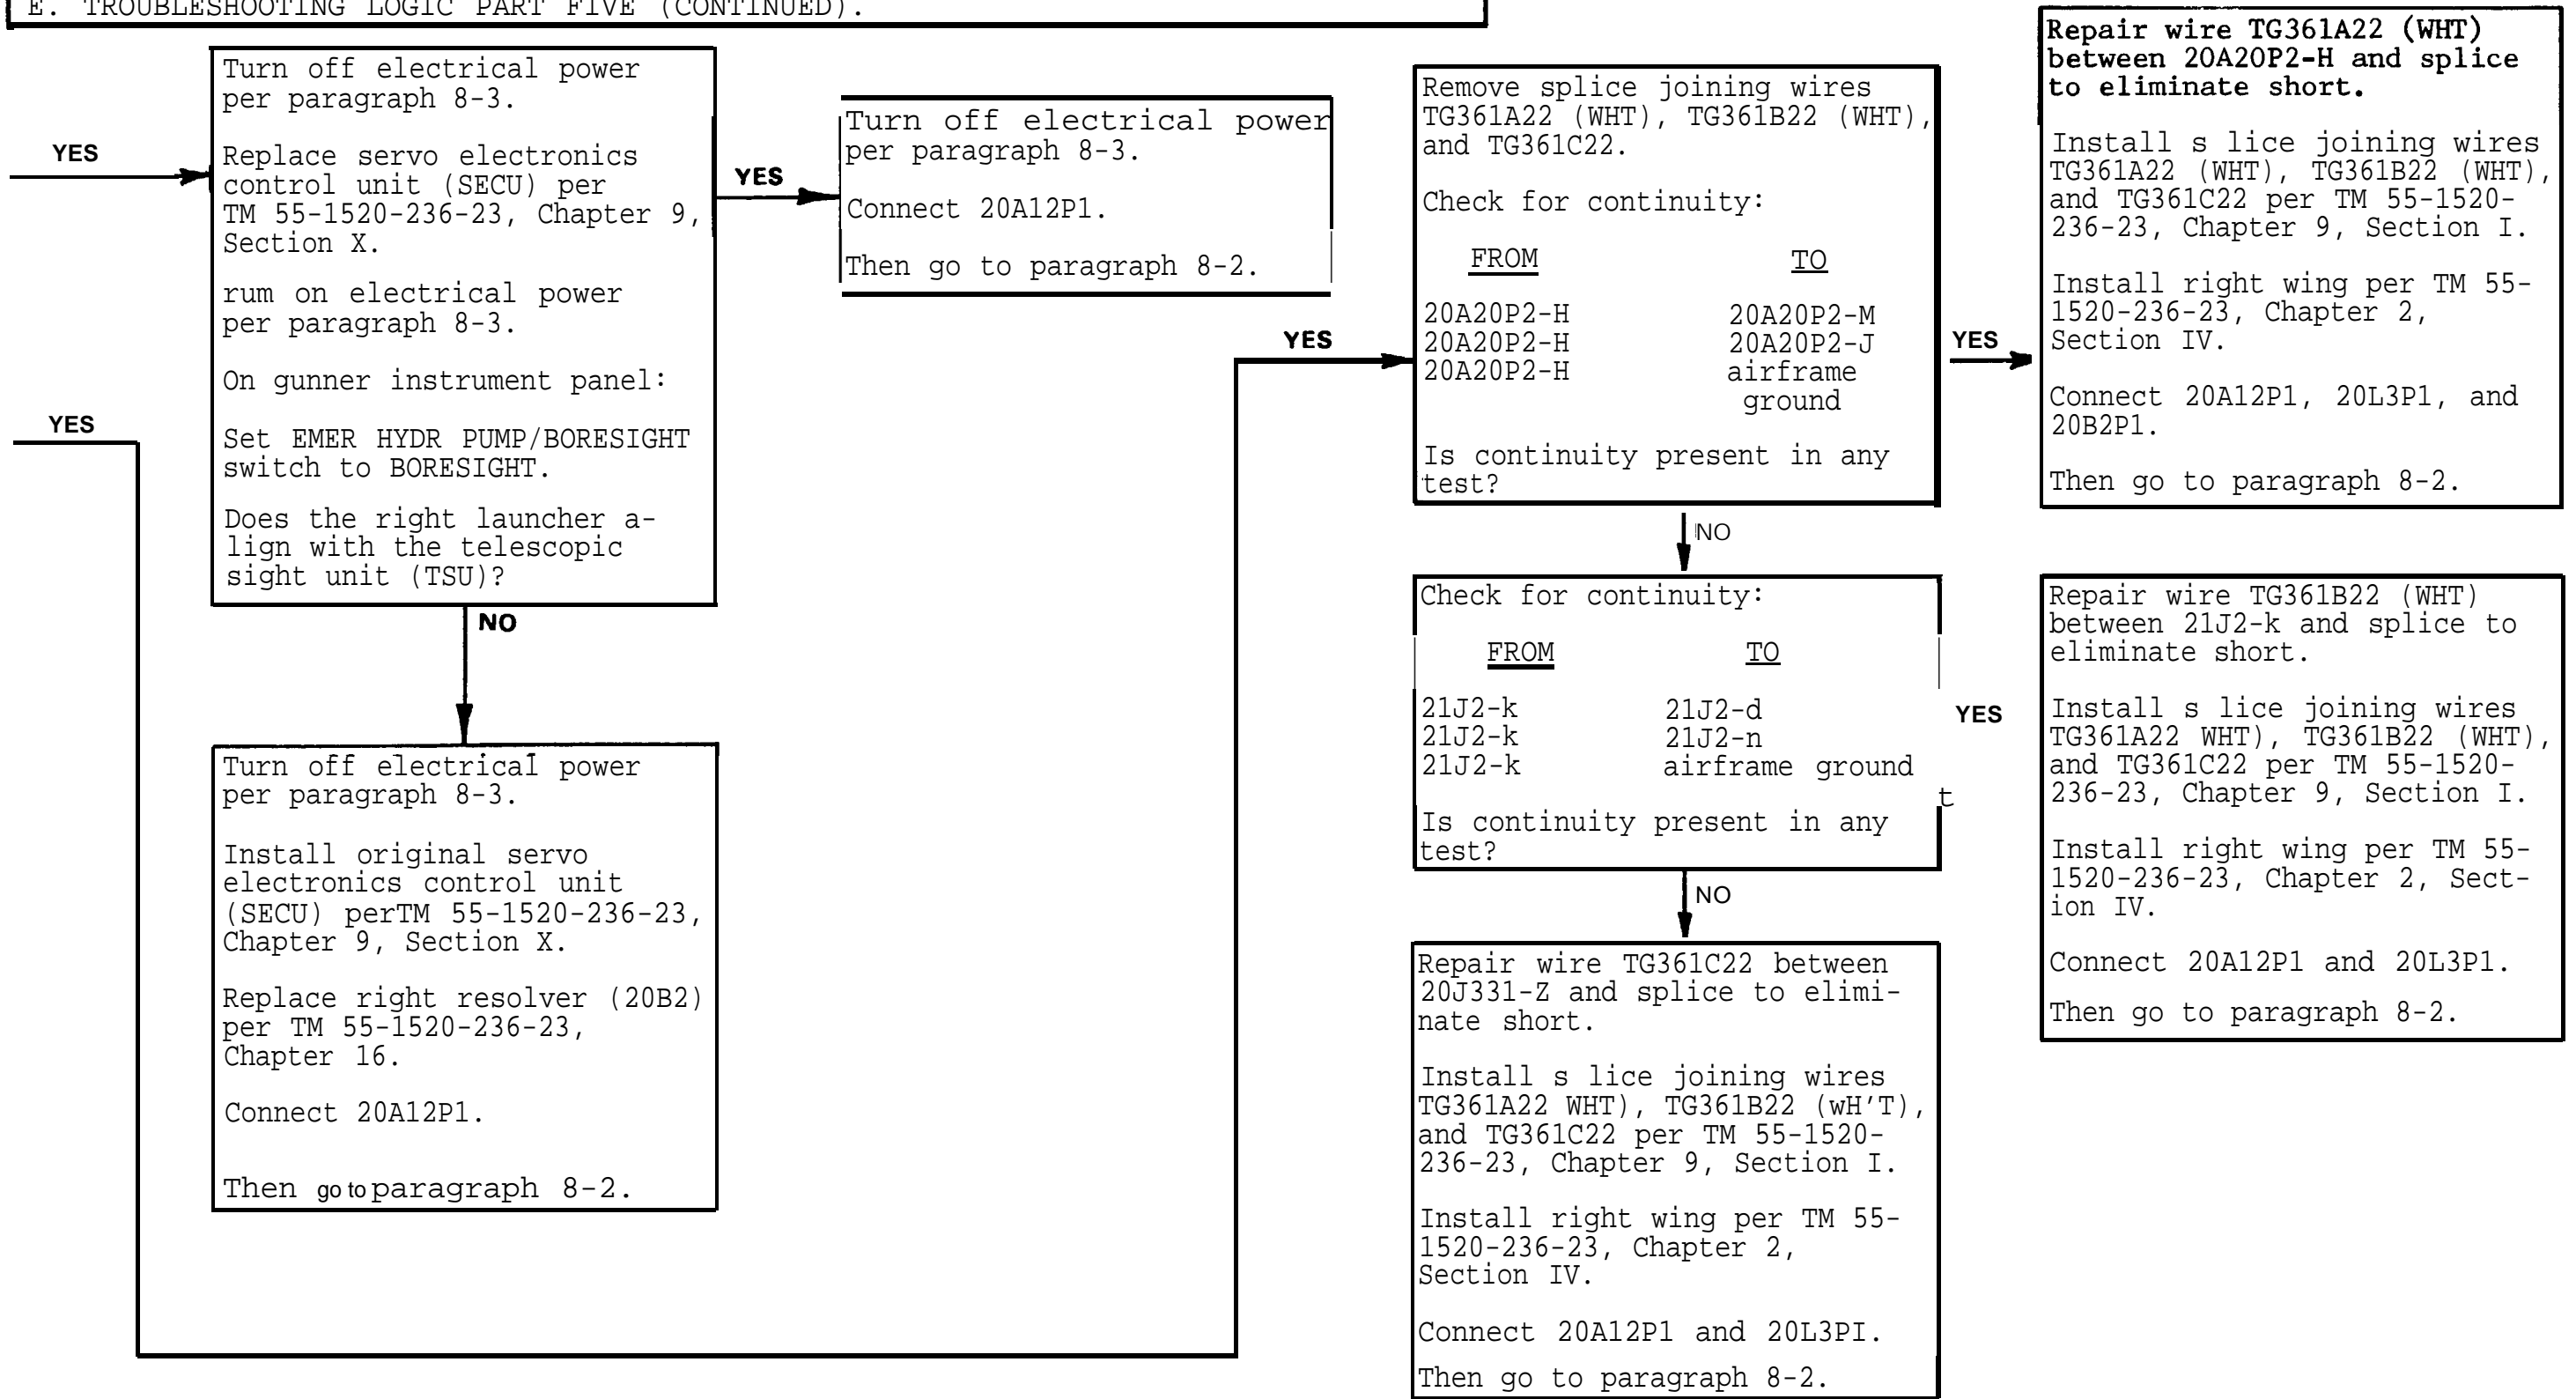 E. TROUBLESHOOTING LOGIC PART FIVE (CONTINUED).
YES
Turn off electrical power
per paragraph 8-3.
Replace servo electronics
control unit (SECU) per
TM 55-1520-236-23, Chapter 9,
Section X.
rum on electrical power
per paragraph 8-3.
On gunner instrument panel:
Set EMER HYDR PUMP/BORESIGHT
switch to BORESIGHT.
Does the right launcher a-
lign with the telescopic
sight unit (TSU)?
YES
Turn off electrical power
per paragraph 8-3.
Connect 20A12P1.
Then go to paragraph 8-2.
NO
Turn off electrical power
per paragraph 8-3.
Install original servo
electronics control unit
(SECU) perTM 55-1520-236-23,
Chapter 9, Section X.
Replace right resolver (20B2)
per TM 55-1520-236-23,
Chapter 16.
Connect 20A12P1.
Then go to paragraph 8-2.
YES
YES
Remove splice joining wires
TG361A22 (WHT), TG361B22 (WHT),
and TG361C22.
Check for continuity:
FROM TO
20A20P2-H 20A20P2-M
20A20P2-H 20A20P2-J
20A20P2-H airframe
ground
Is continuity present in any
test?
YES
Repair wire TG361A22 (WHT)
between 20A20P2-H and splice
to eliminate short.
Install s lice joining wires
TG361A22 (WHT), TG361B22 (WHT),
and TG361C22 per TM 55-1520-
236-23, Chapter 9, Section I.
Install right wing per TM 55-
1520-236-23, Chapter 2,
Section IV.
Connect 20A12P1, 20L3P1, and
20B2P1.
Then go to paragraph 8-2.
NO
Check for continuity:
FROM TO
21J2-k 21J2-d
21J2-k 21J2-n
21J2-k airframe ground
t
Is continuity present in any
test?
YES
Repair wire TG361B22 (WHT)
between 21J2-k and splice to
eliminate short.
Install s lice joining wires
TG361A22 WHT), TG361B22 (WHT),
and TG361C22 per TM 55-1520-
236-23, Chapter 9, Section I.
Install right wing per TM 55-
1520-236-23, Chapter 2, Sect-
ion IV.
Connect 20A12P1 and 20L3P1.
Then go to paragraph 8-2.
NO
Repair wire TG361C22 between
20J331-Z and splice to elimi-
nate short.
Install s lice joining wires
TG361A22 WHT), TG361B22 (wH'T),
and TG361C22 per TM 55-1520-
236-23, Chapter 9, Section I.
Install right wing per TM 55-
1520-236-23, Chapter 2,
Section IV.
Connect 20A12P1 and 20L3PI.
Then go to paragraph 8-2.